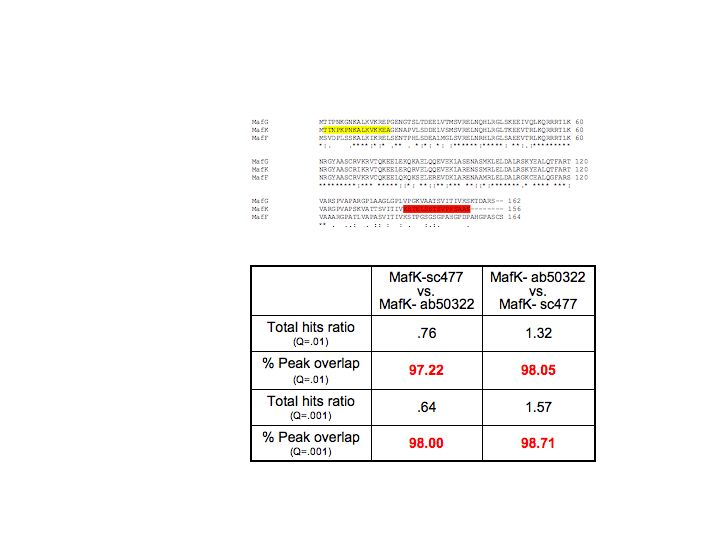 MafG MTTPNKGNKALKVKREPGENGTSLTDEELVTMSVRELNQHLRGLSKEEIVQLKQRRRTLK 60
MafK MTTNPKPNKALKVKKEAGENAPVLSDDELVSMSVRELNQHLRGLTKEEVTRLKQRRRTLK 60
MafF MSVDPLSSKALKIKRELSENTPHLSDEALMGLSVRELNRHLRGLSAEEVTRLKQRRRTLK 60
MafG NRGYAASCRVKRVTQKEELEKQKAELQQEVEKLASENASMKLELDALRSKYEALQTFART 120
MafK NRGYAASCRIKRVTQKEELERQRVELQQEVEKLARENSSMRLELDALRSKYEALQTFART 120
MafF NRGYAASCRVKRVCQKEELQKQKSELEREVDKLARENAAMRLELDALRGKCEALQGFARS 120
MafG VARSPVAPARGPLAAGLGPLVPGKVAATSVITIVKSKTDARS-- 162
MafK 156
MafF VAAARGPATLVAPASVITIVKSTPGSGSGPAHGPDPAHGPASCS 164
MafK-sc477 MafK- ab50322
vs. vs.
MafK- ab50322 MafK- sc477
Total hits ratio .76 1.32
(Q=.01)
% Peak overlap 97.22 98.05
(Q=.01)
Total hits ratio .64 1.57
(Q=.001)
% Peak overlap 98.00 98.71
(Q=.001)